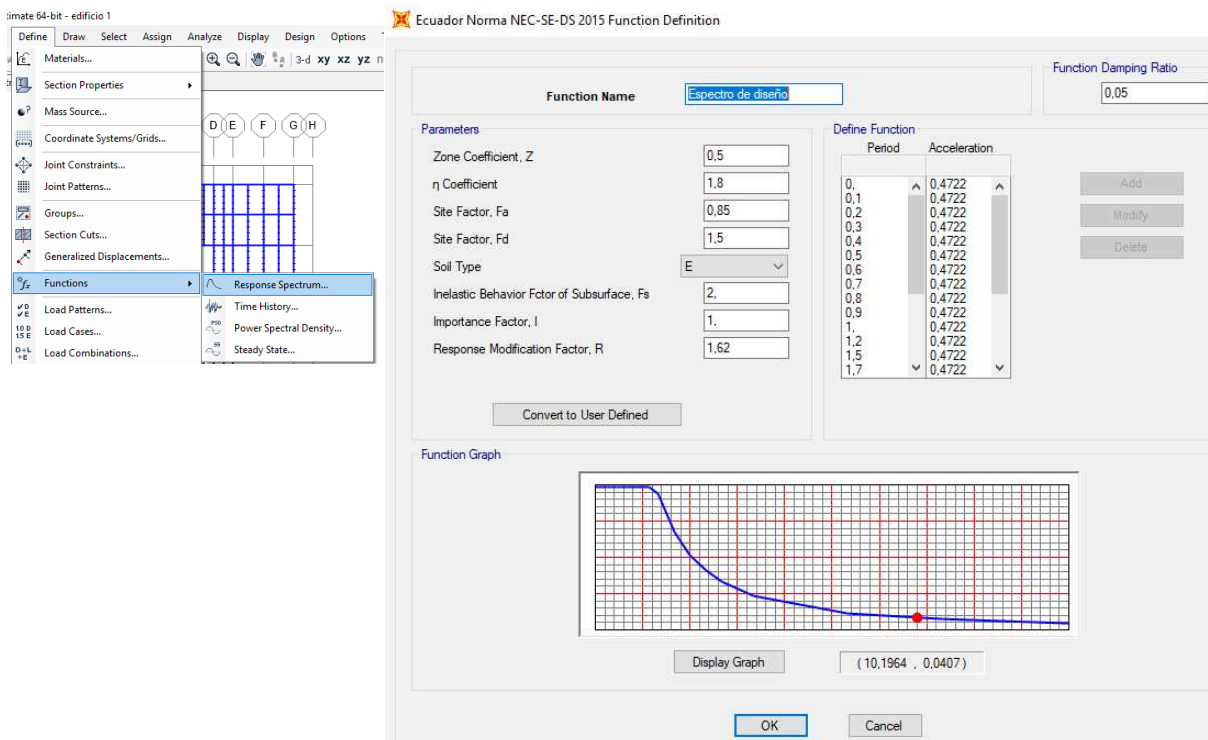 timate 64-bit - edificio 1
Define Draw Select Assign Analyze Display Design Options
Materials...
3-d xy xz yz n
Section Properties
Mass Source...
Coordinate Systems/Grids...
D E F G H
Joint Constraints...
Joint Patterns...
Groups...
Section Cuts...
Generalized Displacements...
Functions
Response Spectrum...
Load Patterns...
Time History...
Load Cases...
Power Spectral Density...
Load Combinations...
Steady State...
Ecuador Norma NEC-SE-DS 2015 Function Definition
Function Name
Espectro de diseño
Function Damping Ratio
0,05
Parameters
Zone Coefficient, Z 0,5
η Coefficient 1,8
Site Factor, Fa 0,85
Site Factor, Fd 1,5
Soil Type E
Inelastic Behavior Fctor of Subsurface, Fs 2,
Importance Factor, I 1,
Response Modification Factor, R 1,62
Convert to User Defined
Define Function
Period Acceleration
0, 0,4722
0,1 0,4722
0,2 0,4722
0,3 0,4722
0,4 0,4722
0,5 0,4722
0,6 0,4722
0,7 0,4722
0,8 0,4722
0,9 0,4722
1, 0,4722
1,2 0,4722
1,5 0,4722
1,7 0,4722
Add
Modify
Delete
Function Graph
Display Graph
(10,1964 , 0,0407)
OK
Cancel